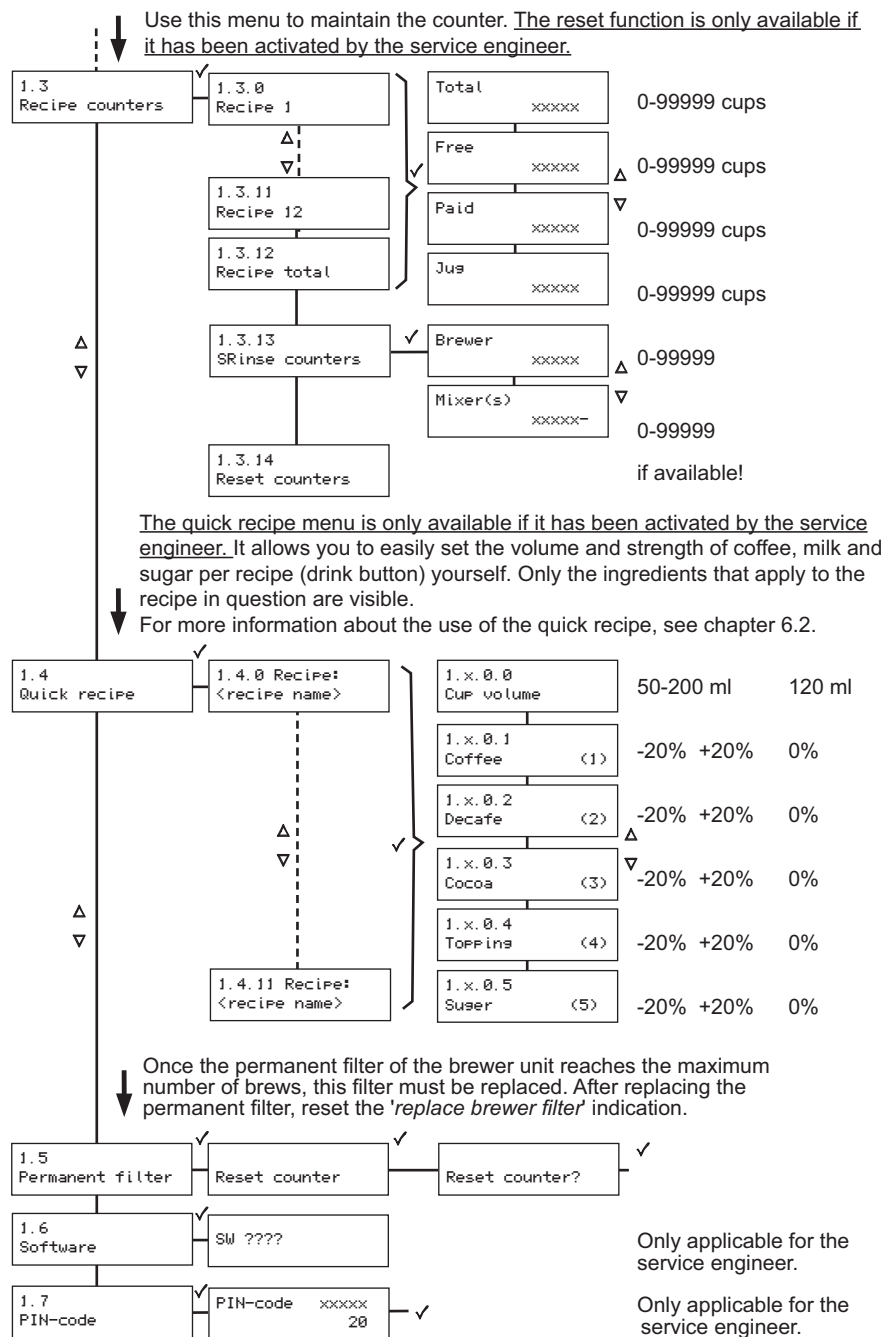 Use this menu to maintain the counter. The reset function is only available if
it has been activated by the service engineer.
1.3
Recipe counters
1.3.0
Recipe 1
Total
xxxxx
0-99999 cups
Free
xxxxx
0-99999 cups
1.3.11
Recipe 12
Paid
xxxxx
0-99999 cups
1.3.12
Recipe total
Jug
xxxxx
0-99999 cups
1.3.13
SRinse counters
Brewer
xxxxx
0-99999
Mixer(s)
xxxxx-
0-99999
1.3.14
Reset counters
if available!
The quick recipe menu is only available if it has been activated by the service
engineer. It allows you to easily set the volume and strength of coffee, milk and
sugar per recipe (drink button) yourself. Only the ingredients that apply to the
recipe in question are visible.
For more information about the use of the quick recipe, see chapter 6.2.
1.4
Quick recipe
1.4.0 Recipe:
<recipe name>
1.x.0.0
Cup volume
50-200 ml 120 ml
1.x.0.1
Coffee (1)
-20% +20% 0%
1.x.0.2
Decafe (2)
-20% +20% 0%
1.x.0.3
Cocoa (3)
-20% +20% 0%
1.x.0.4
Topping (4)
-20% +20% 0%
1.4.11 Recipe:
<recipe name>
1.x.0.5
Suger (5)
-20% +20% 0%
Once the permanent filter of the brewer unit reaches the maximum
number of brews, this filter must be replaced. After replacing the
permanent filter, reset the 'replace brewer filter' indication.
1.5
Permanent filter
Reset counter
Reset counter?
1.6
Software
SW ????
Only applicable for the
service engineer.
1.7
PIN-code
PIN-code xxxxx
20
Only applicable for the
service engineer.